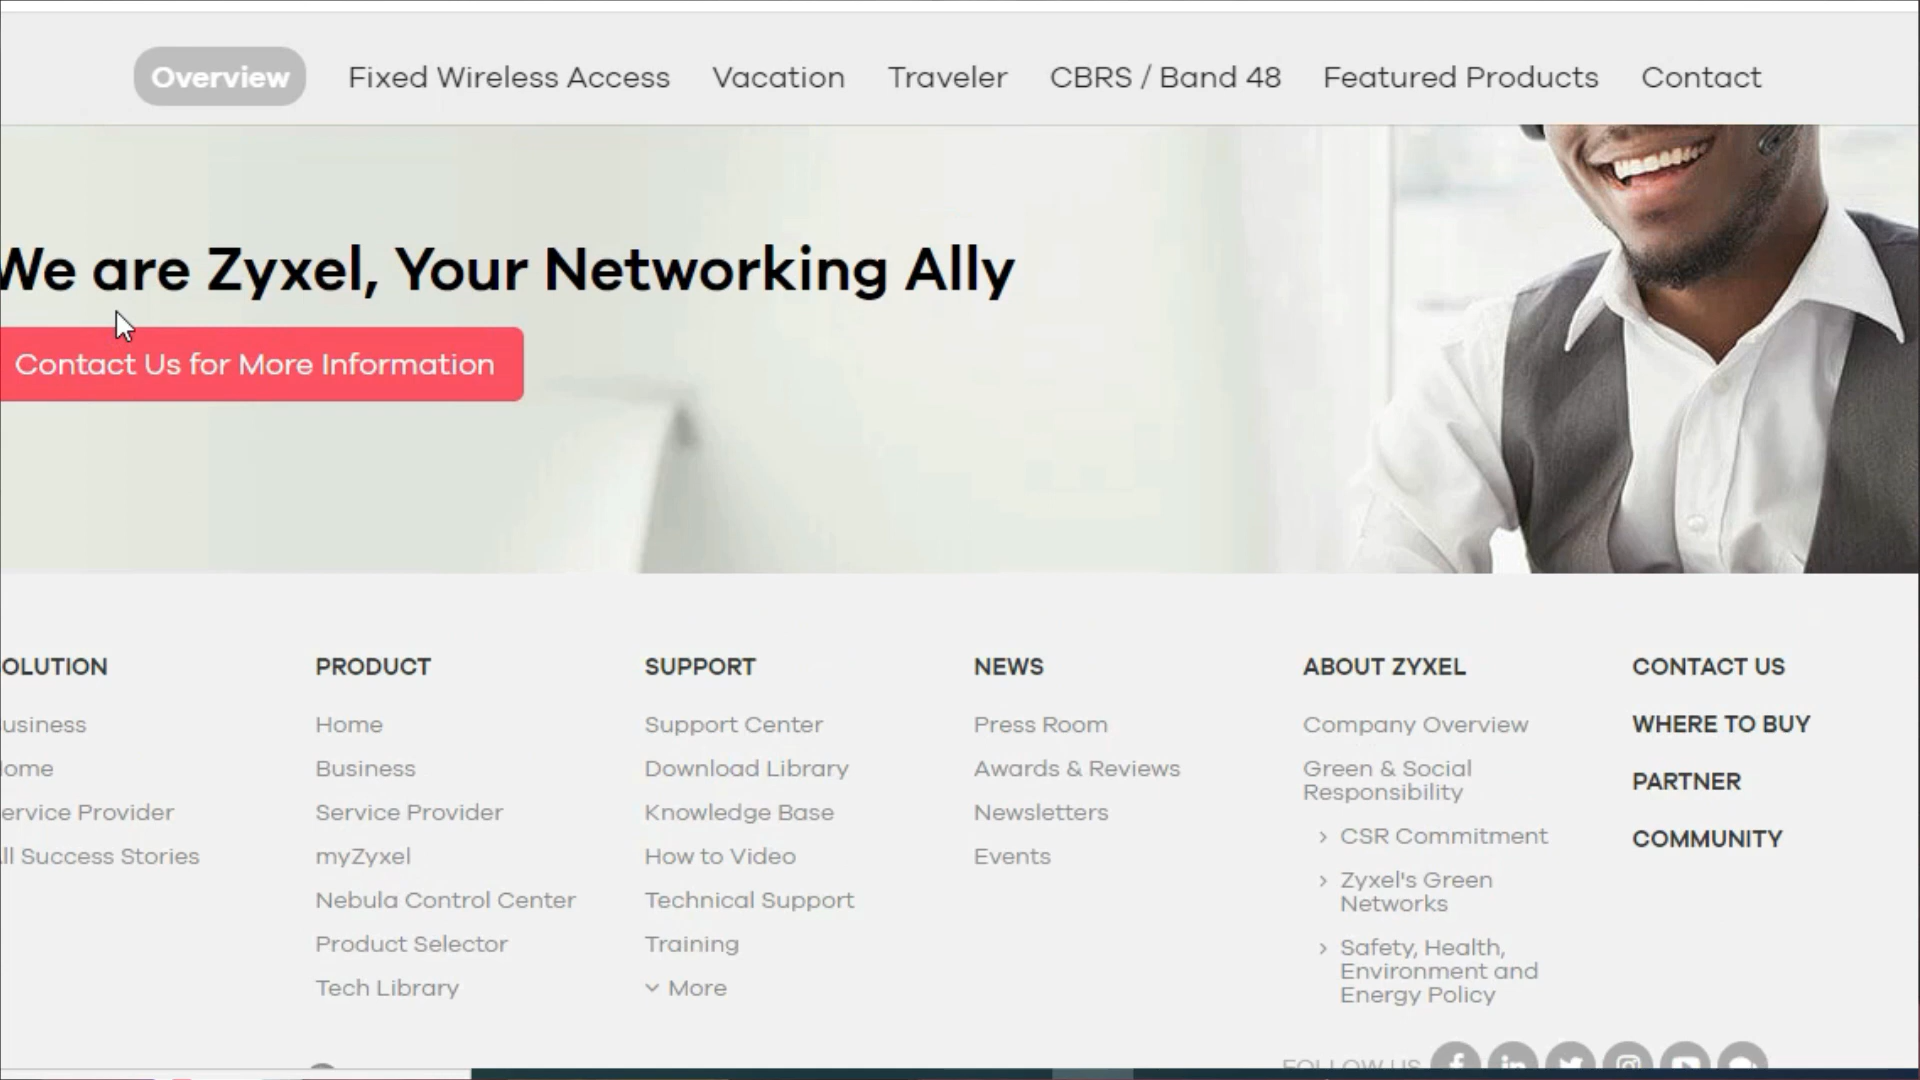 Overview Fixed Wireless Access Vacation Traveler CBRS / Band 48 Featured Products Contact
We are Zyxel, Your Networking Ally
Contact Us for More Information
OLUTION
usiness
ome
ervice Provider
ll Success Stories
PRODUCT
Home
Business
Service Provider
myZyxel
Nebula Control Center
Product Selector
Tech Library
SUPPORT
Support Center
Download Library
Knowledge Base
How to Video
Technical Support
Training
More
NEWS
Press Room
Awards & Reviews
Newsletters
Events
ABOUT ZYXEL
Company Overview
Green & Social
Responsibility
> CSR Commitment
> Zyxel's Green
Networks
> Safety, Health,
Environment and
Energy Policy
CONTACT US
WHERE TO BUY
PARTNER
COMMUNITY
FOLLOW US